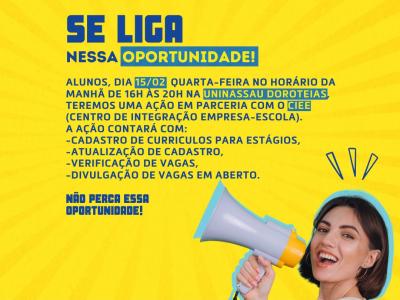 SE LIGA
NESSA OPORTUNIDADE!
ALUNOS, DIA 15/02 QUARTA-FEIRA NO HORÁRIO DA
MANHÃ DE 16H ÀS 20H NA UNINASSAU DOROTEIAS.
TEREMOS UMA AÇÃO EM PARCERIA COM O CIEE
(CENTRO DE INTEGRAÇÃO EMPRESA-ESCOLA).
A AÇÃO CONTARÁ COM:
-CADASTRO DE CURRICULOS PARA ESTÁGIOS,
-ATUALIZAÇÃO DE CADASTRO,
-VERIFICAÇÃO DE VAGAS,
-DIVULGAÇÃO DE VAGAS EM ABERTO.
NÃO PERCA ESSA
OPORTUNIDADE!